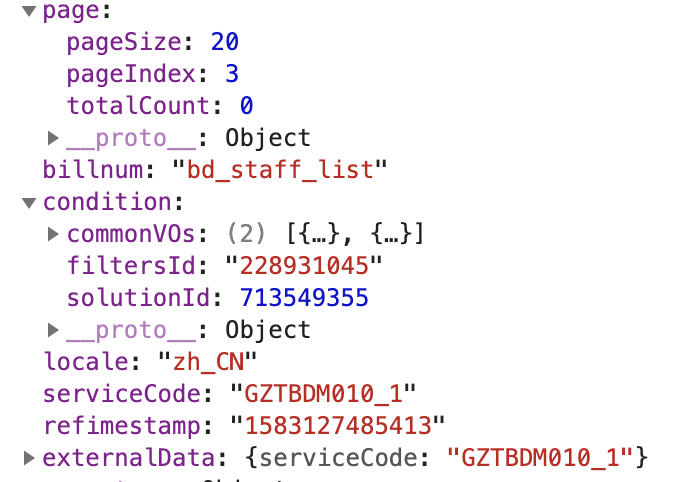 page:
pageSize: 20
pageIndex: 3
totalCount: 0
__proto__: Object
billnum: "bd_staff_list"
condition:
commonVOs: (2) [{…}, {…}]
filtersId: "228931045"
solutionId: 713549355
__proto__: Object
locale: "zh_CN"
serviceCode: "GZTBDM010_1"
refimestamp: "1583127485413"
externalData: {serviceCode: "GZTBDM010_1"}